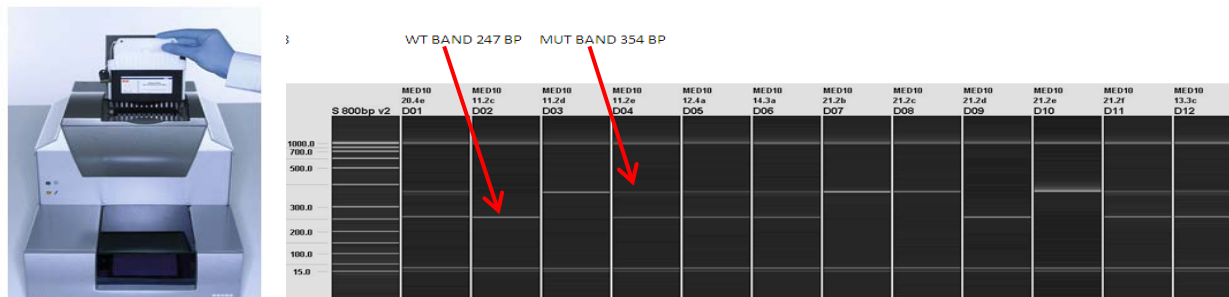 3 WT BAND 247 BP MUT BAND 354 BP
MED10 MED10 MED10 MED10 MED10 MED10 MED10 MED10 MED10 MED10 MED10 MED10
20.4e 11.2c 11.2d 11.2e 12.4a 14.3a 21.2b 21.2c 21.2d 21.2e 21.2f 13.3c
S 800bp v2 D01 D02 D03 D04 D05 D06 D07 D08 D09 D10 D11 D12
1000.0
700.0
500.0
300.0
200.0
100.0
15.0